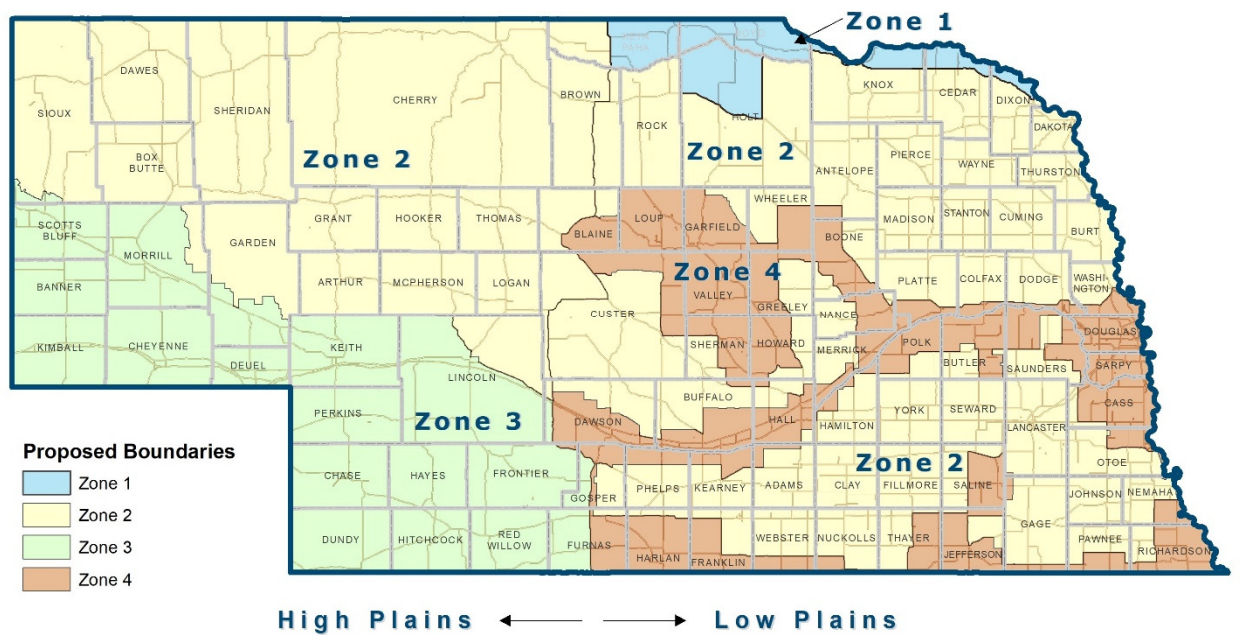 Zone 1
KEYA
PAHA
BOYD
DAWES
SIOUX
SHERIDAN
CHERRY
BROWN
ROCK
HOLT
KNOX
CEDAR
DIXON
DAKOTA
BOX
BUTTE
Zone 2
Zone 2
ANTELOPE
PIERCE
WAYNE
THURSTON
SCOTTS
BLUFF
MORRILL
GARDEN
GRANT
HOOKER
THOMAS
BLAINE
LOUP
GARFIELD
WHEELER
BOONE
MADISON
STANTON
CUMING
BURT
BANNER
ARTHUR
MCPHERSON
LOGAN
Zone 4
VALLEY
CUSTER
GREELEY
NANCE
PLATTE
COLFAX
DODGE
WASHI-
NGTON
KIMBALL
CHEYENNE
DEUEL
KEITH
LINCOLN
SHERMAN
HOWARD
MERRICK
POLK
BUTLER
SAUNDERS
DOUGLAS
SARPY
PERKINS
Zone 3
DAWSON
BUFFALO
HALL
HAMILTON
YORK
SEWARD
LANCASTER
CASS
OTOE
CHASE
HAYES
FRONTIER
GOSPER
PHELPS
KEARNEY
ADAMS
CLAY
FILLMORE
SALINE
Zone 2
GAGE
JOHNSON
NEMAHA
DUNDY
HITCHCOCK
RED
WILLOW
FURNAS
HARLAN
FRANKLIN
WEBSTER
NUCKOLLS
THAYER
JEFFERSON
PAWNEE
RICHARDSON
Proposed Boundaries
Zone 1
Zone 2
Zone 3
Zone 4
High Plains
Low Plains